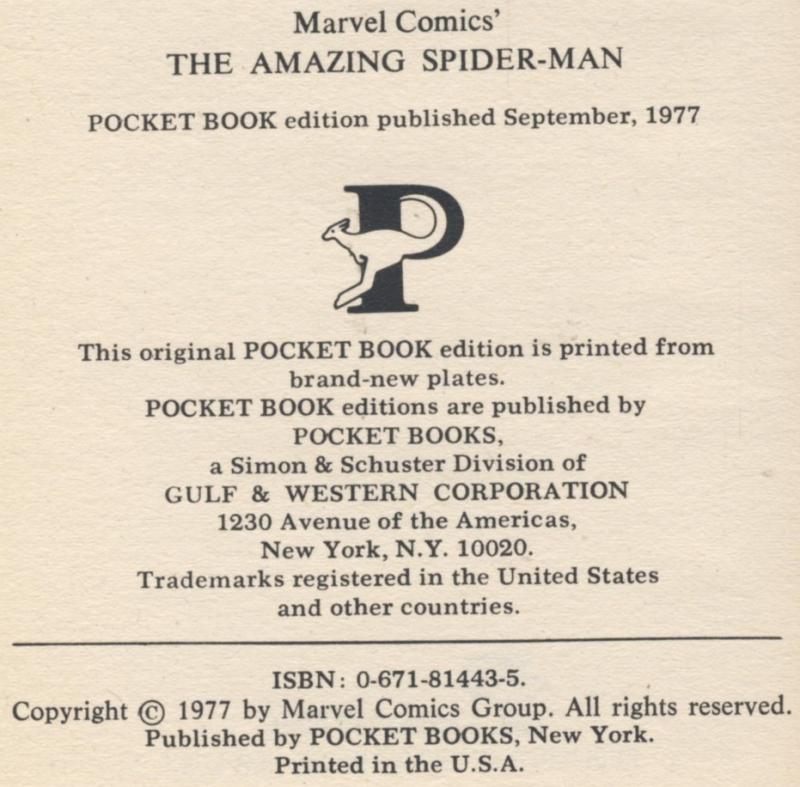 Marvel Comics'
THE AMAZING SPIDER-MAN
POCKET BOOK edition published September, 1977
P
This original POCKET BOOK edition is printed from
brand-new plates.
POCKET BOOK editions are published by
POCKET BOOKS,
a Simon & Schuster Division of
GULF & WESTERN CORPORATION
1230 Avenue of the Americas,
New York, N.Y. 10020.
Trademarks registered in the United States
and other countries.
ISBN: 0-671-81443-5.
Copyright © 1977 by Marvel Comics Group. All rights reserved.
Published by POCKET BOOKS, New York.
Printed in the U.S.A.